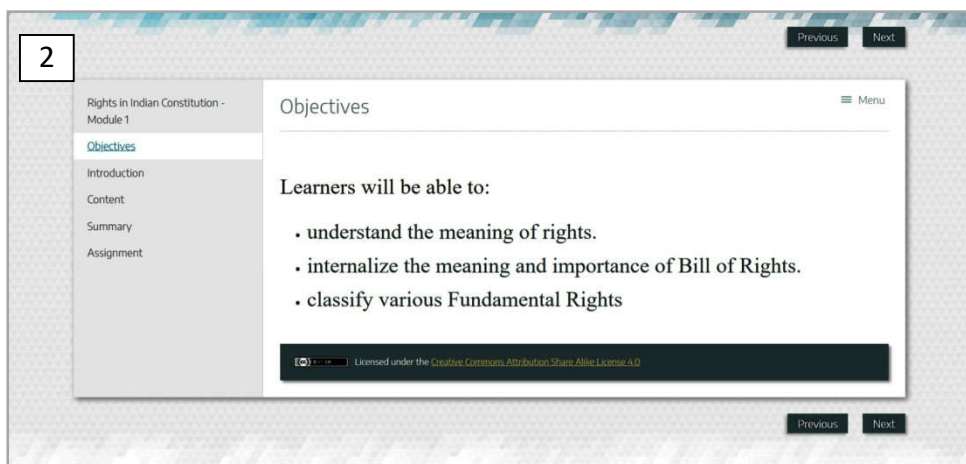 Previous Next
2
Rights in Indian Constitution -
Module 1
Objectives
Introduction
Content
Summary
Assignment
Objectives
Menu
Learners will be able to:
• understand the meaning of rights.
• internalize the meaning and importance of Bill of Rights.
• classify various Fundamental Rights
Licensed under the Creative Commons Attribution Share Alike License 4.0
Previous Next